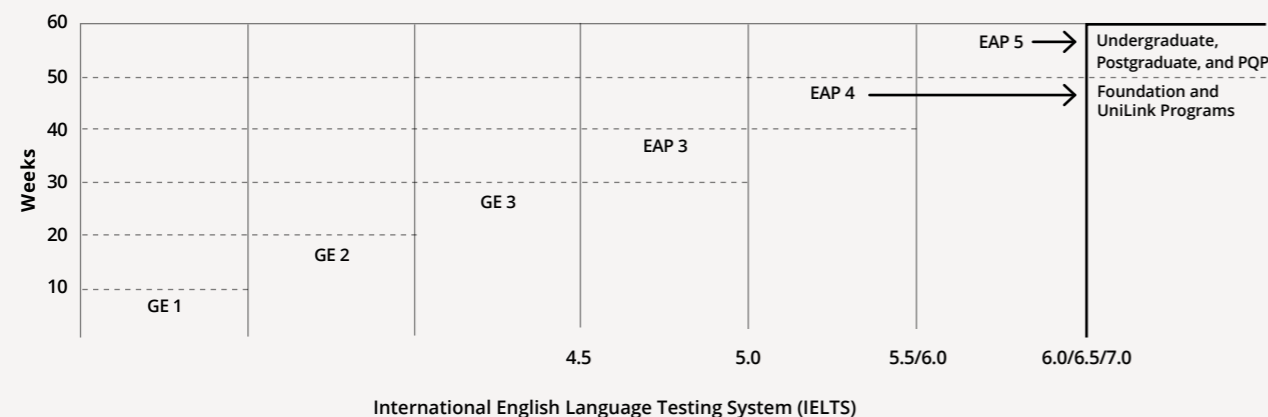 60
EAP 5
Undergraduate,
Postgraduate, and PQP
50
EAP 4
Foundation and
UniLink Programs
40
EAP 3
Weeks
30
GE 3
20
GE 2
10
GE 1
4.5
5.0
5.5/6.0
6.0/6.5/7.0
International English Language Testing System (IELTS)